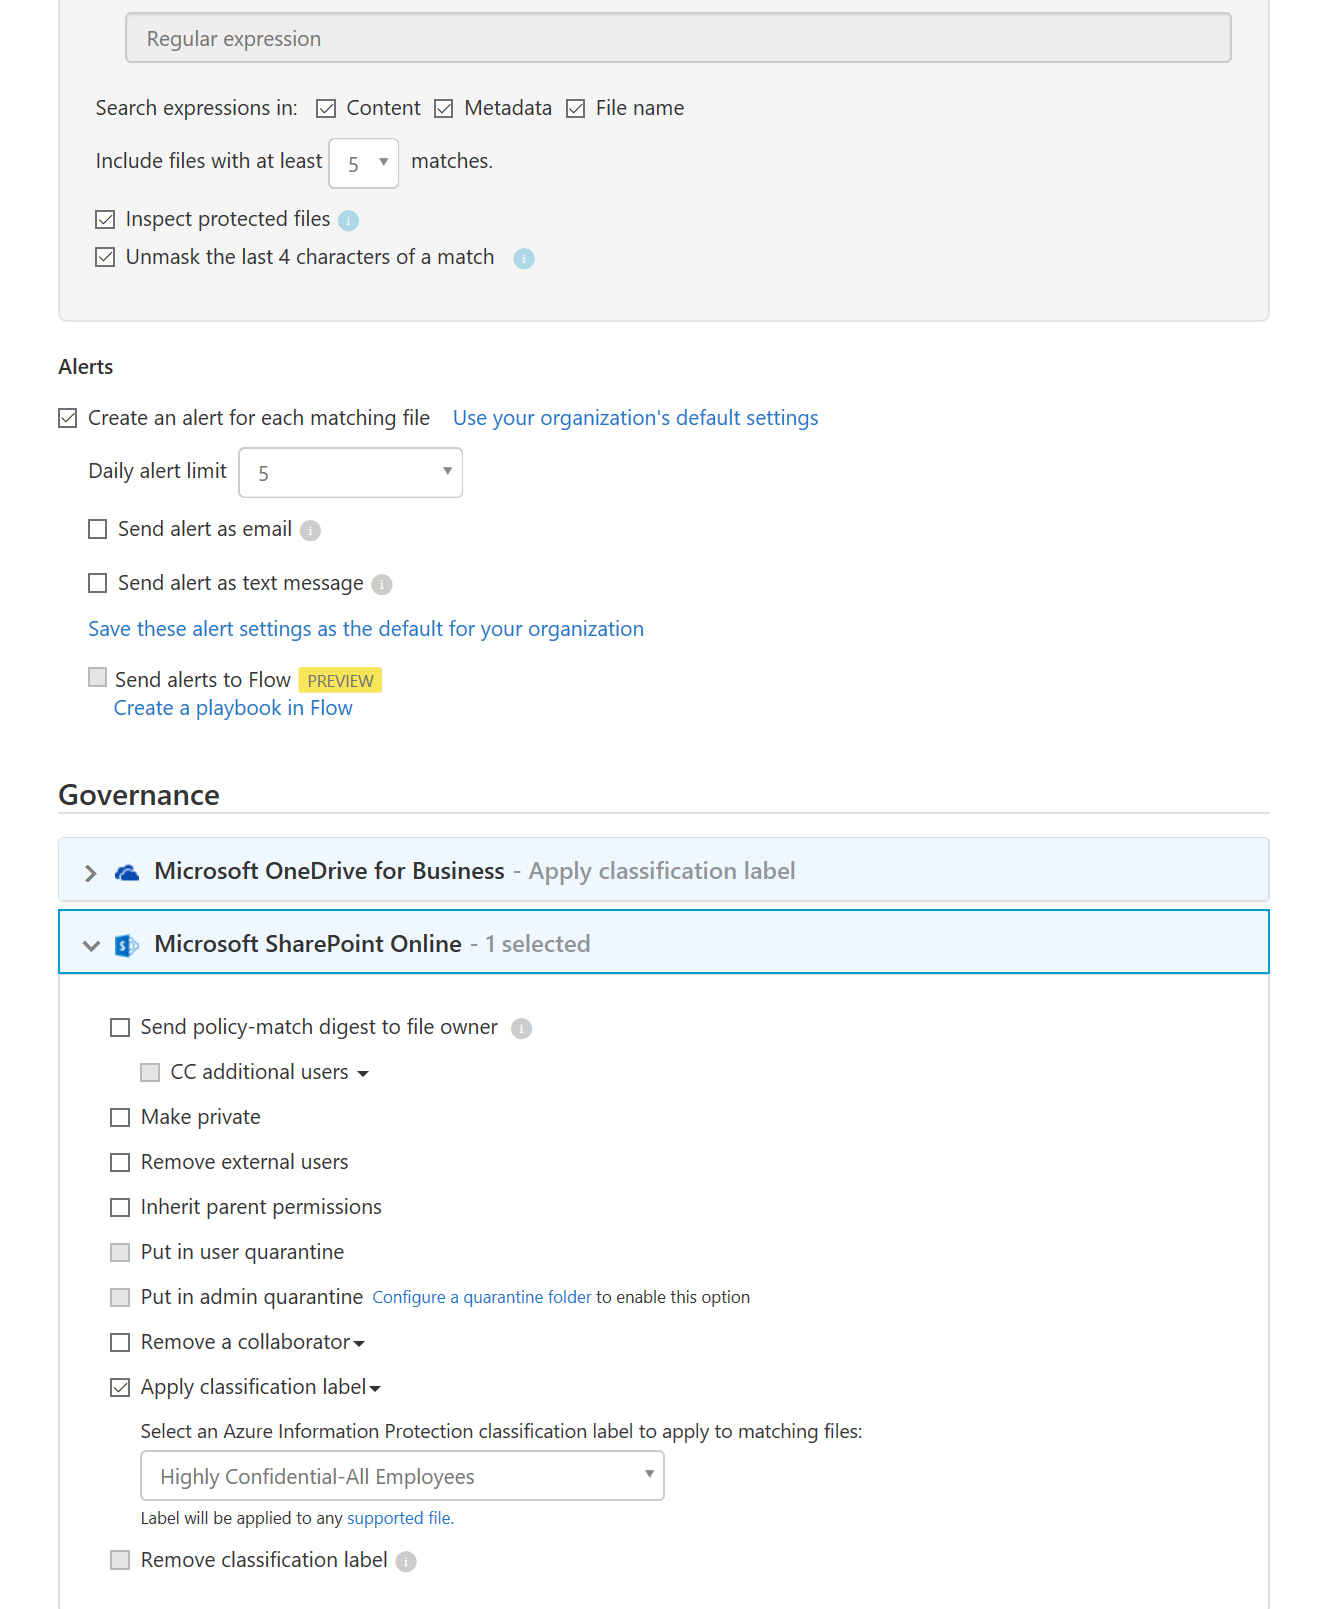 Regular expression
Search expressions in: Content Metadata File name
Include files with at least 5 matches.
Inspect protected files
Unmask the last 4 characters of a match
Alerts
Create an alert for each matching file Use your organization's default settings
Daily alert limit 5
Send alert as email
Send alert as text message
Save these alert settings as the default for your organization
Send alerts to Flow PREVIEW
Create a playbook in Flow
Governance
Microsoft OneDrive for Business - Apply classification label
Microsoft SharePoint Online - 1 selected
Send policy-match digest to file owner
CC additional users
Make private
Remove external users
Inherit parent permissions
Put in user quarantine
Put in admin quarantine Configure a quarantine folder to enable this option
Remove a collaborator
Apply classification label
Select an Azure Information Protection classification label to apply to matching files:
Highly Confidential-All Employees
Label will be applied to any supported file.
Remove classification label